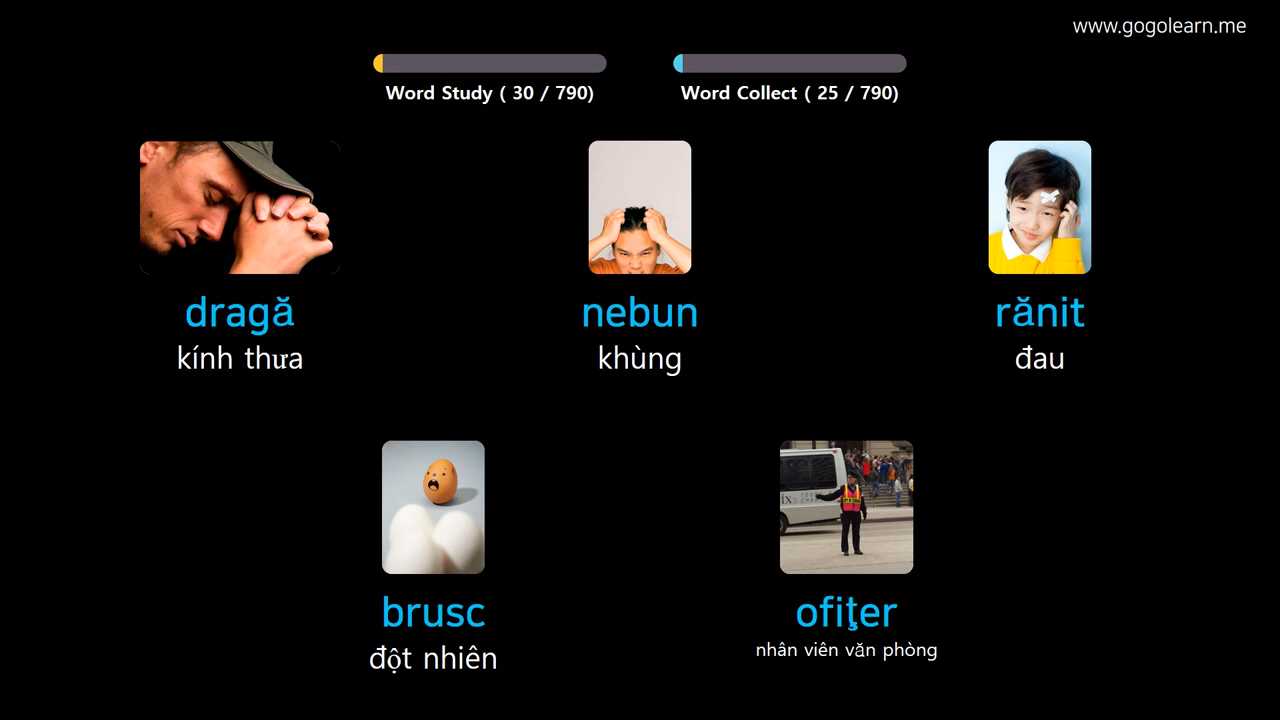 www.gogolearn.me
Word Study ( 30 / 790)
Word Collect ( 25 / 790)
dragă
nebun
rănit
kính thưa
khùng
đau
brusc
ofiţer
đột nhiên
nhân viên văn phòng